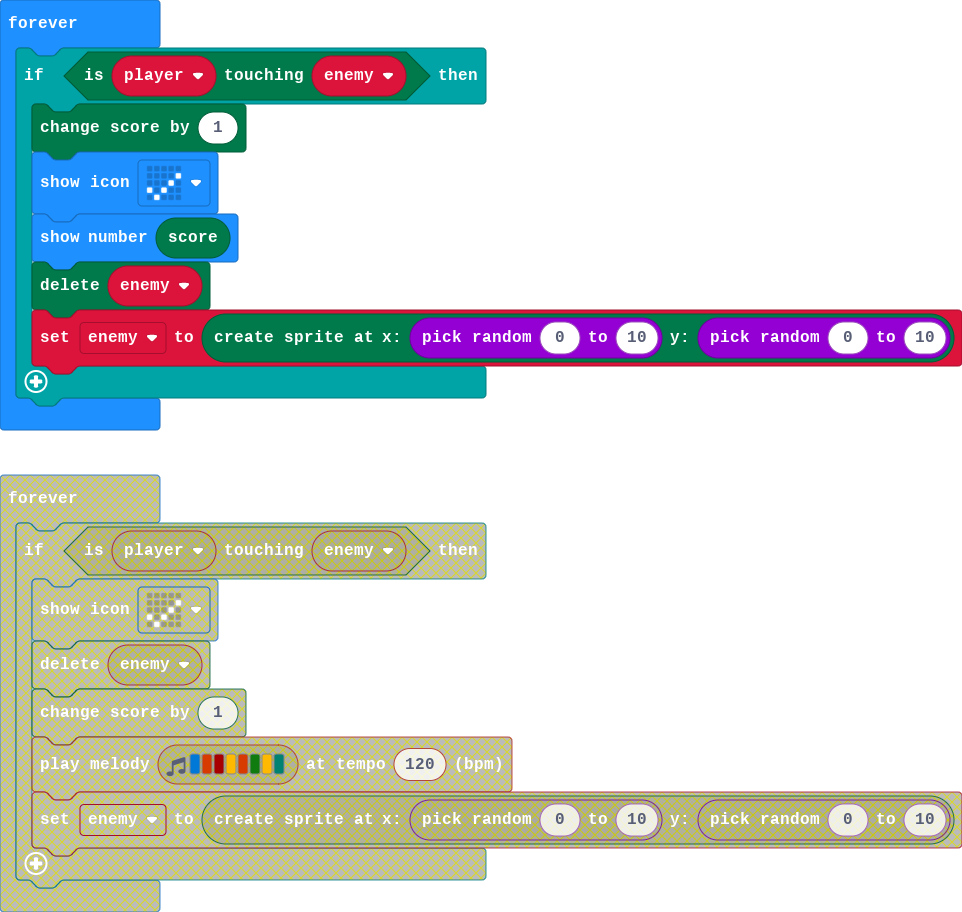 forever
if is player touching enemy then
change score by 1
show icon
show number score
delete enemy
set enemy to create sprite at x: pick random 0 to 10 y: pick random 0 to 10
forever
if is player touching enemy then
show icon
delete enemy
change score by 1
play melody at tempo 120 (bpm)
set enemy to create sprite at x: pick random 0 to 10 y: pick random 0 to 10